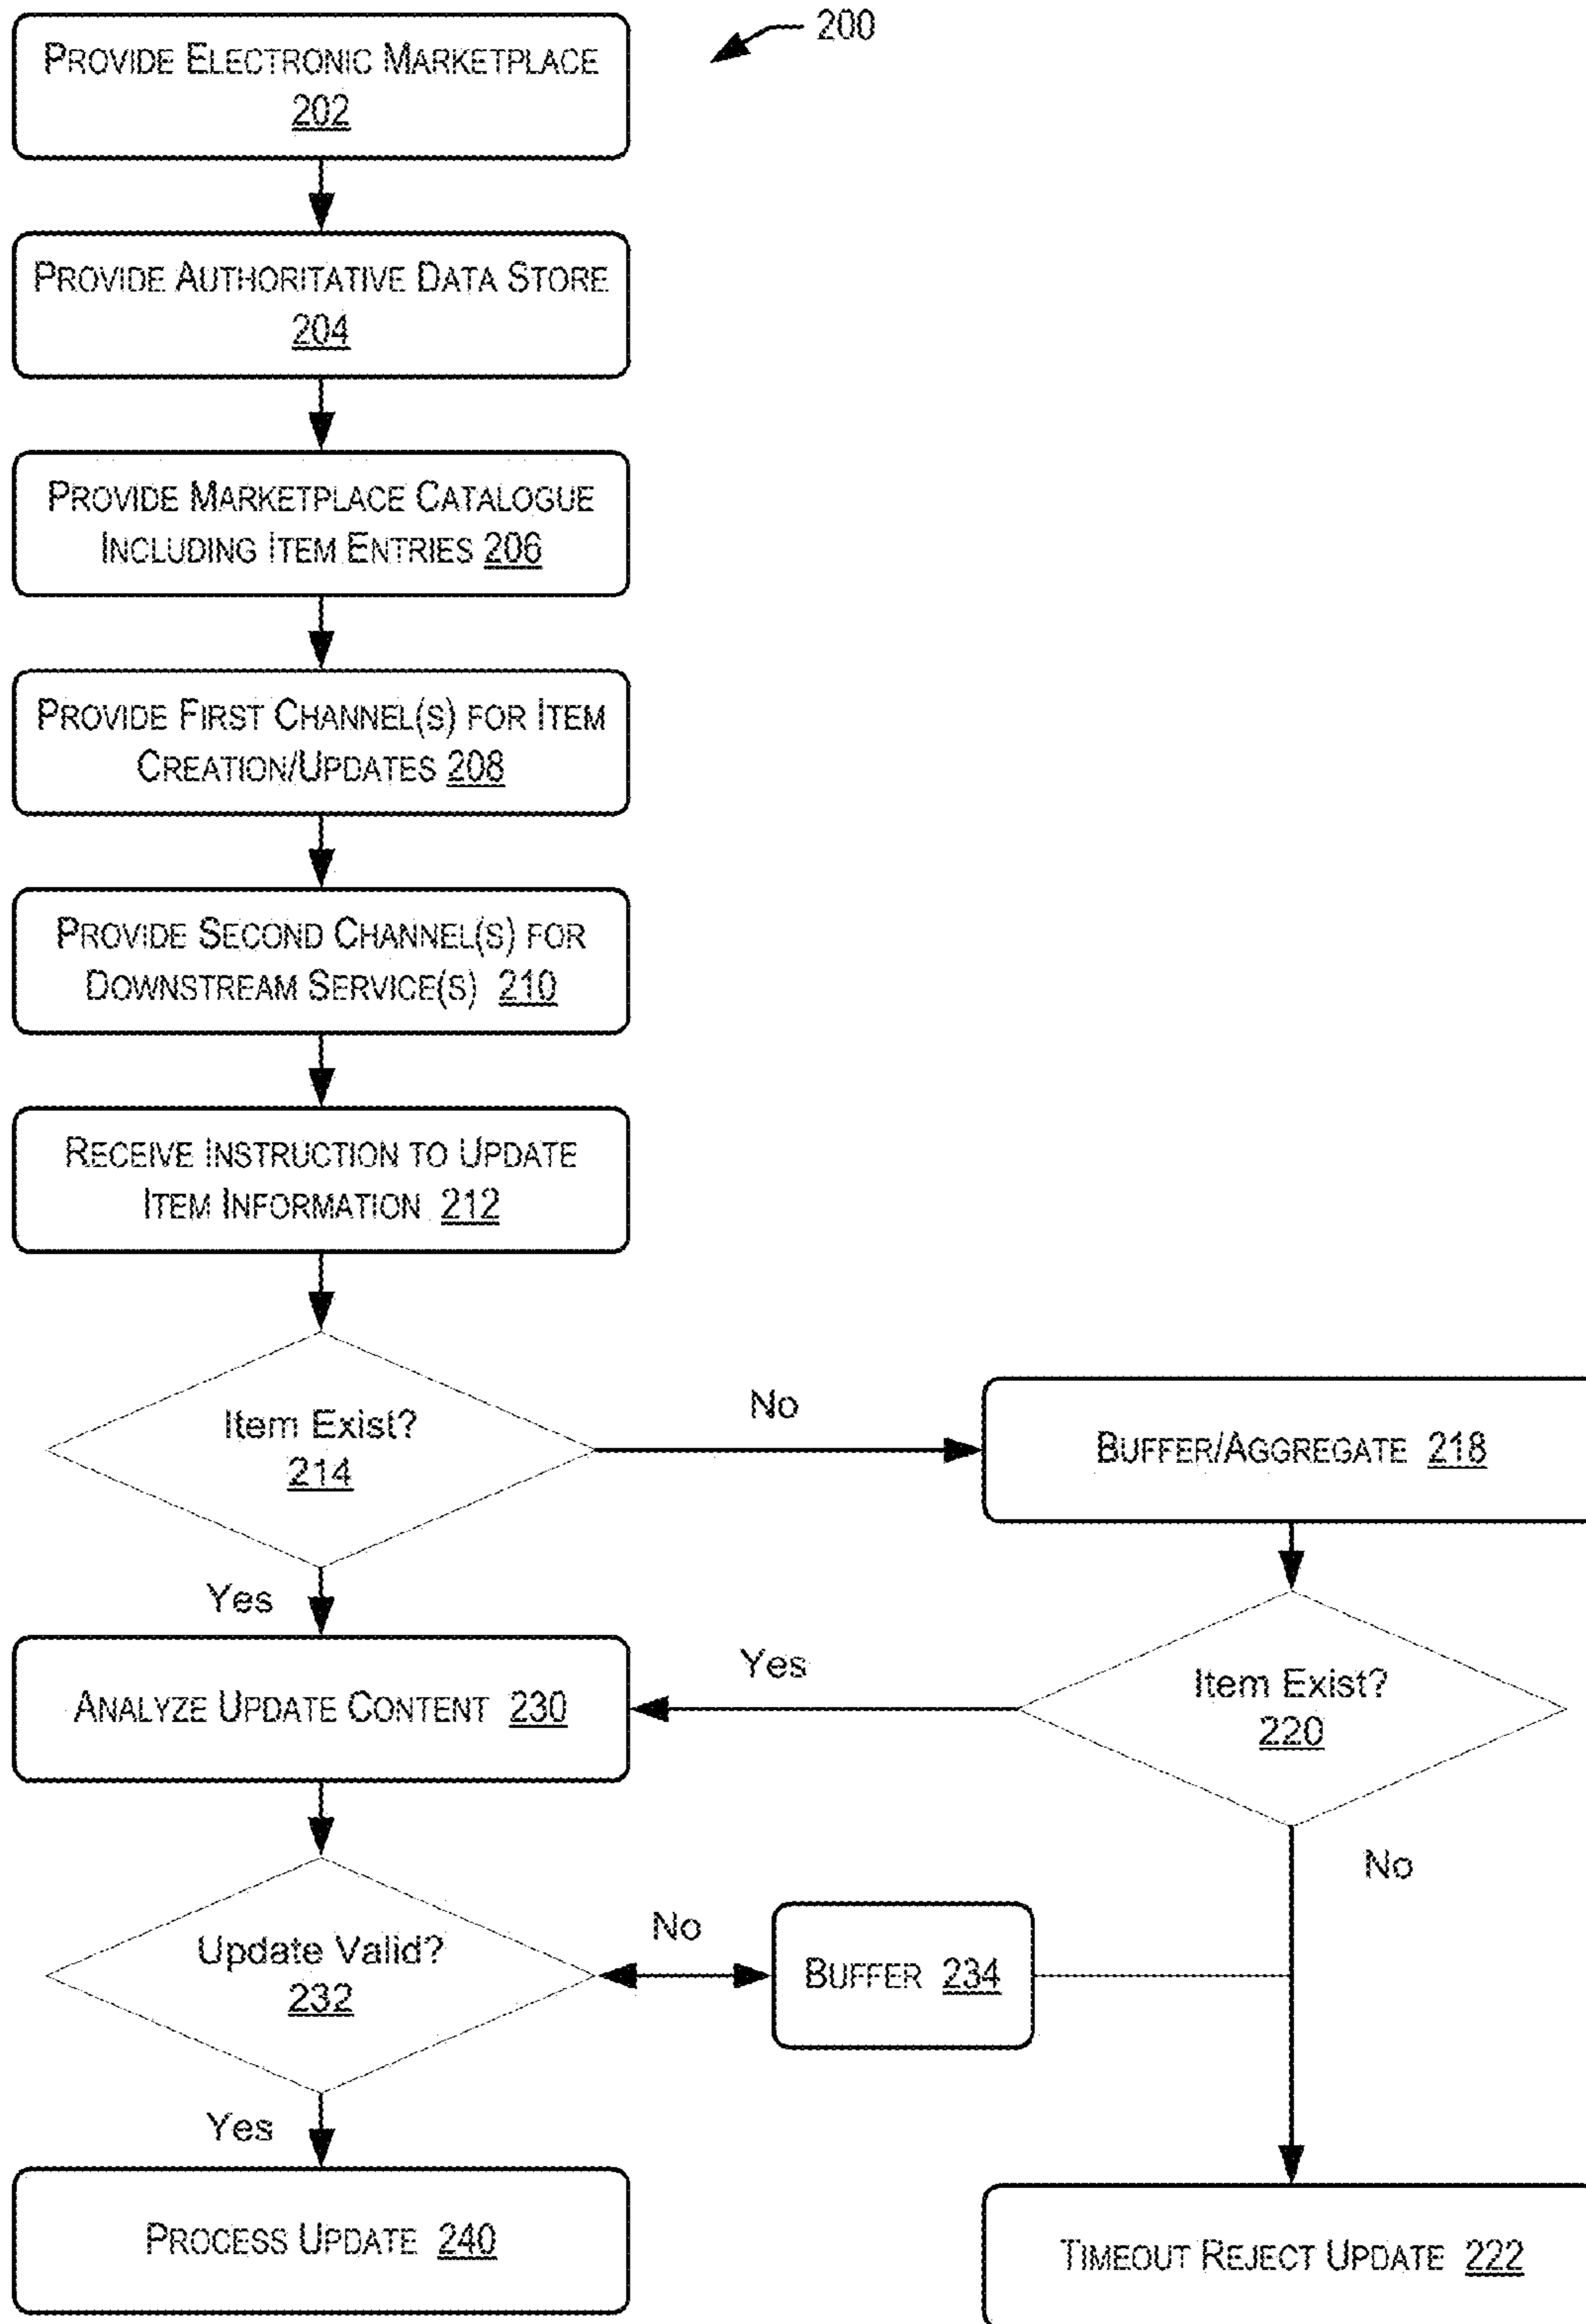 200
PROVIDE ELECTRONIC MARKETPLACE
202
PROVIDE AUTHORITATIVE DATA STORE
204
PROVIDE MARKETPLACE CATALOGUE
INCLUDING ITEM ENTRIES 206
PROVIDE FIRST CHANNEL(S) FOR ITEM
CREATION/UPDATES 208
PROVIDE SECOND CHANNEL(S) FOR
DOWNSTREAM SERVICE(S) 210
RECEIVE INSTRUCTION TO UPDATE
ITEM INFORMATION 212
Item Exist?
214
No
BUFFER/AGGREGATE 218
Yes
ANALYZE UPDATE CONTENT 230
Yes
Item Exist?
220
No
Update Valid?
232
No
BUFFER 234
Yes
PROCESS UPDATE 240
TIMEOUT REJECT UPDATE 222